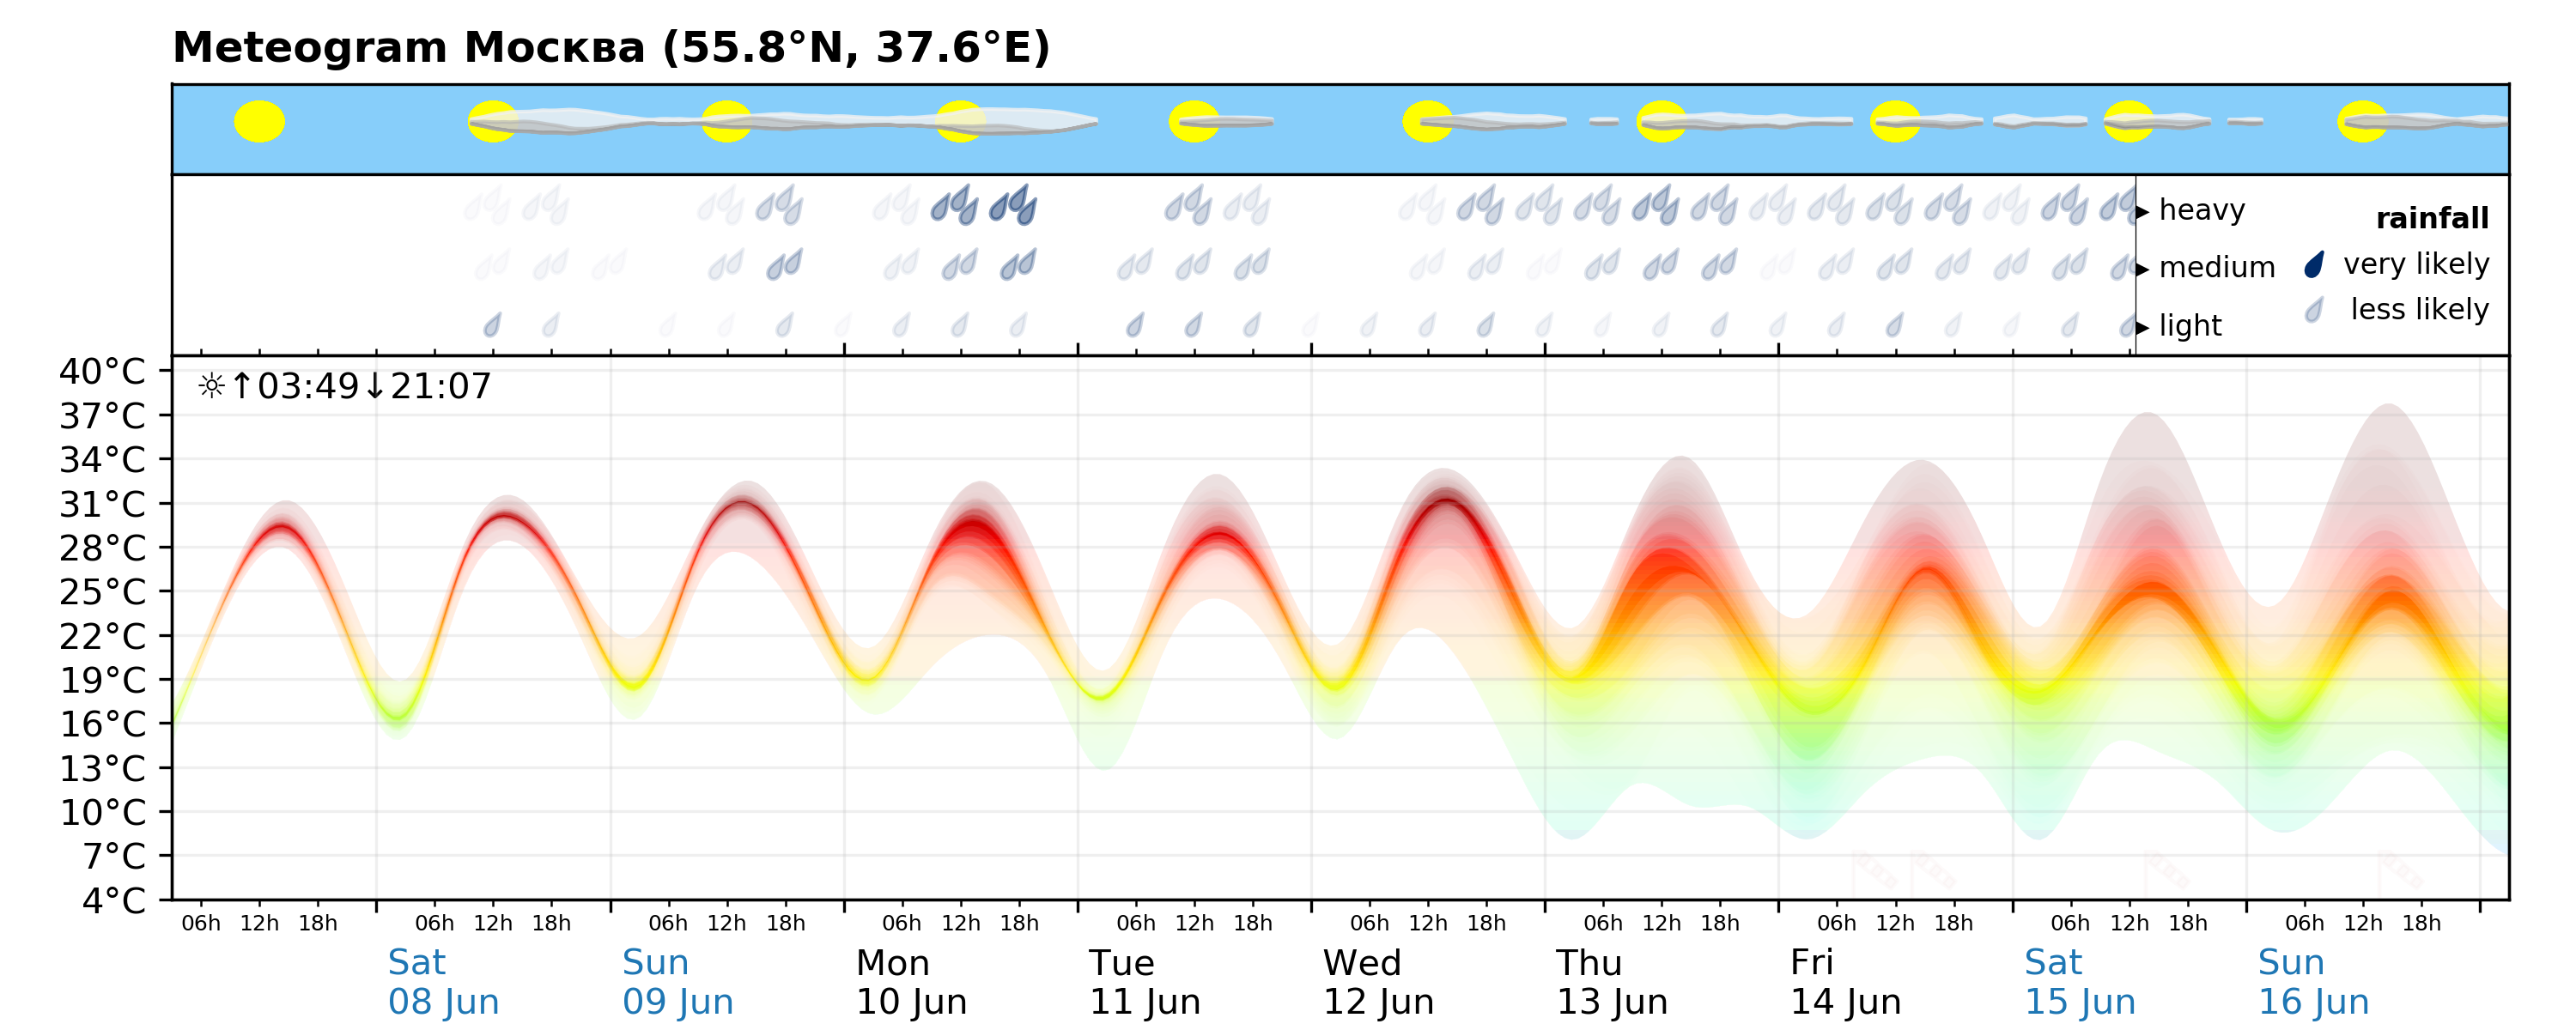 Meteogram Москва (55.8°N, 37.6°E)
heavy
rainfall
medium
very likely
light
less likely
☼↑03:49↓21:07
40°C
37°C
34°C
31°C
28°C
25°C
22°C
19°C
16°C
13°C
10°C
7°C
4°C
06h 12h 18h 06h 12h 18h 06h 12h 18h 06h 12h 18h 06h 12h 18h 06h 12h 18h 06h 12h 18h 06h 12h 18h 06h 12h 18h 06h 12h 18h
Sat Sun Mon Tue Wed Thu Fri Sat Sun
08 Jun 09 Jun 10 Jun 11 Jun 12 Jun 13 Jun 14 Jun 15 Jun 16 Jun